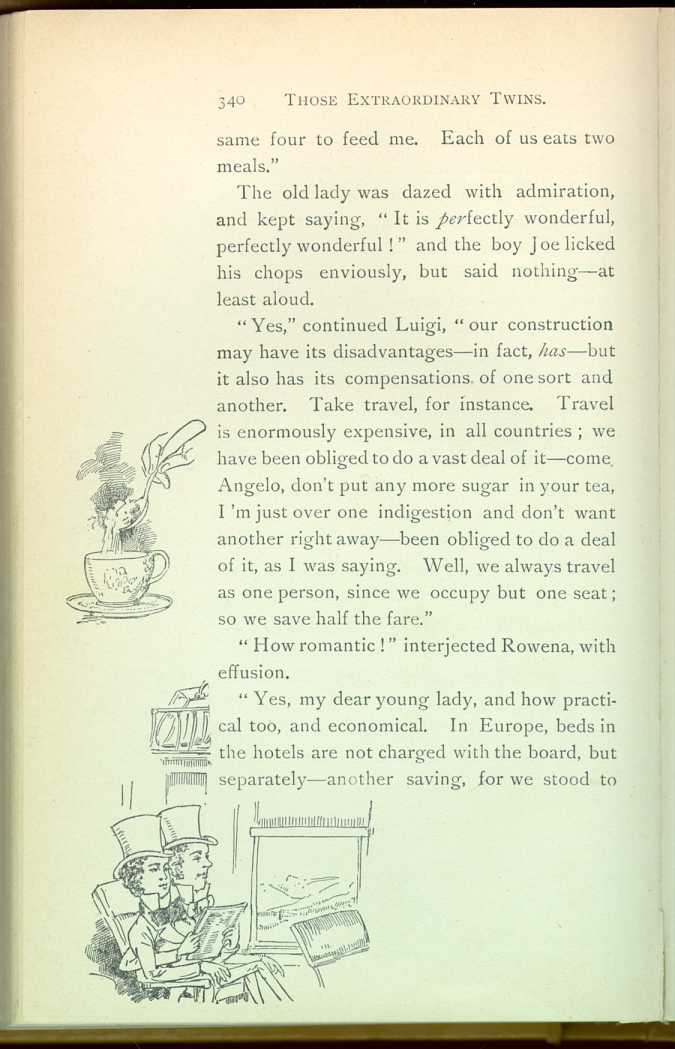 340 THOSE EXTRAORDINARY TWINS.
same four to feed me. Each of us eats two
meals.”
The old lady was dazed with admiration,
and kept saying, “ It is perfectly wonderful,
perfectly wonderful ! ” and the boy Joe licked
his chops enviously, but said nothing—at
least aloud.
“ Yes,” continued Luigi, “ our construction
may have its disadvantages—in fact, has—but
it also has its compensations, of one sort and
another. Take travel, for instance. Travel
is enormously expensive, in all countries ; we
have been obliged to do a vast deal of it—come,
Angelo, don’t put any more sugar in your tea,
I ’m just over one indigestion and don’t want
another right away—been obliged to do a deal
of it, as I was saying. Well, we always travel
as one person, since we occupy but one seat ;
so we save half the fare.”
“ How romantic ! ” interjected Rowena, with
effusion.
“ Yes, my dear young lady, and how practi-
cal too, and economical. In Europe, beds in
the hotels are not charged with the board, but
separately—another saving, for we stood to